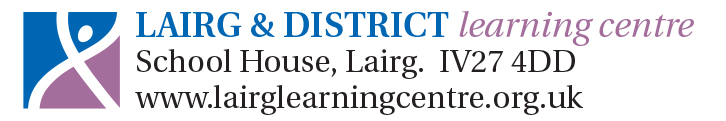 LAIRG & DISTRICT learning centre
School House, Lairg.  IV27 4DD
www.lairglearningcentre.org.uk